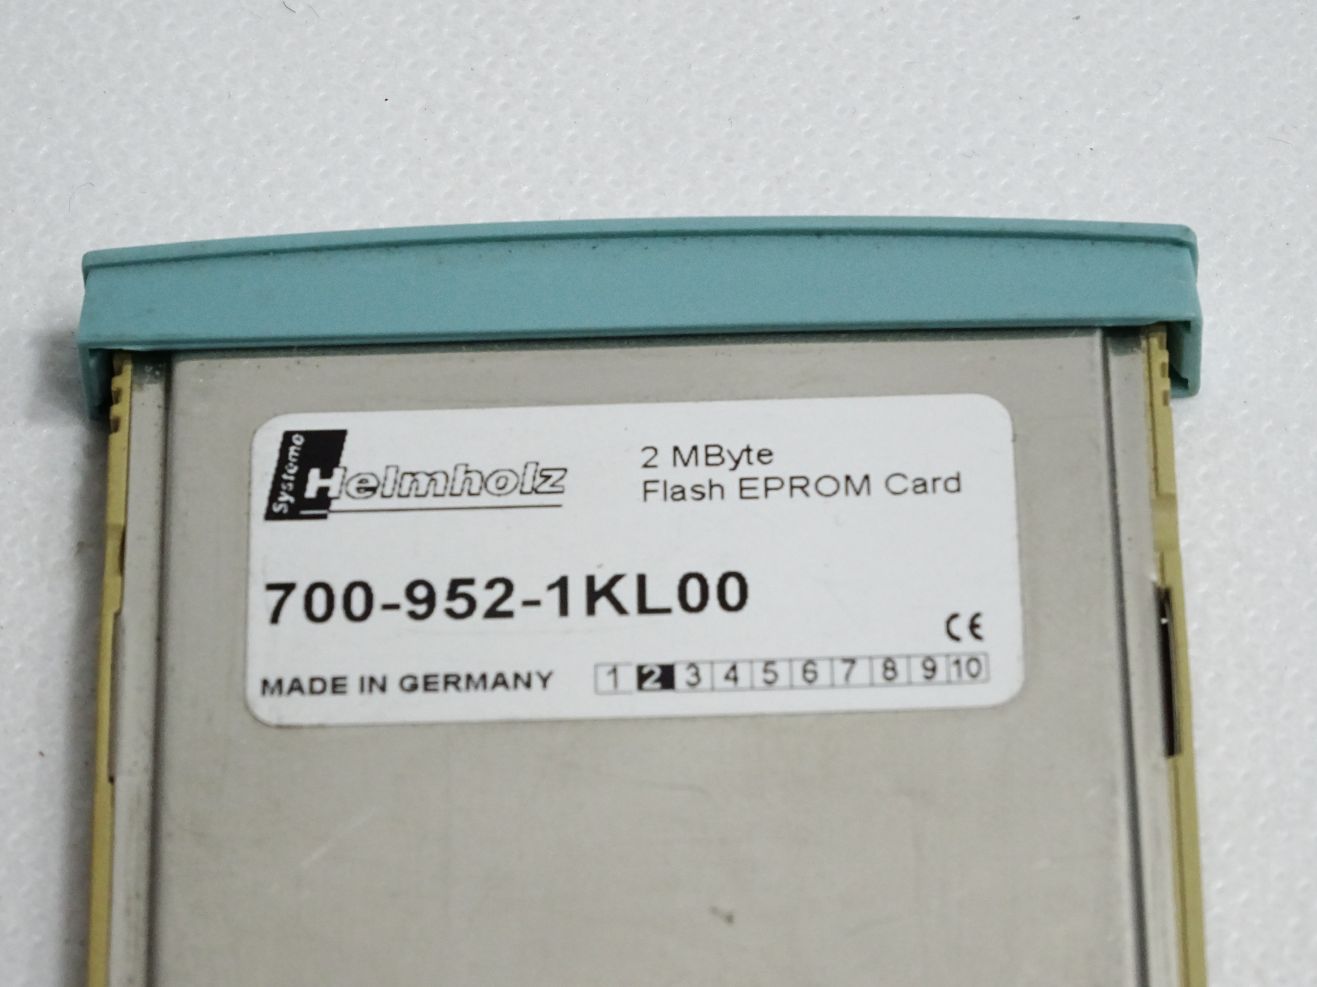 Systeme Helmholz
2 MByte
Flash EPROM Card
700-952-1KL00
CE
MADE IN GERMANY 1 2 3 4 5 6 7 8 9 10